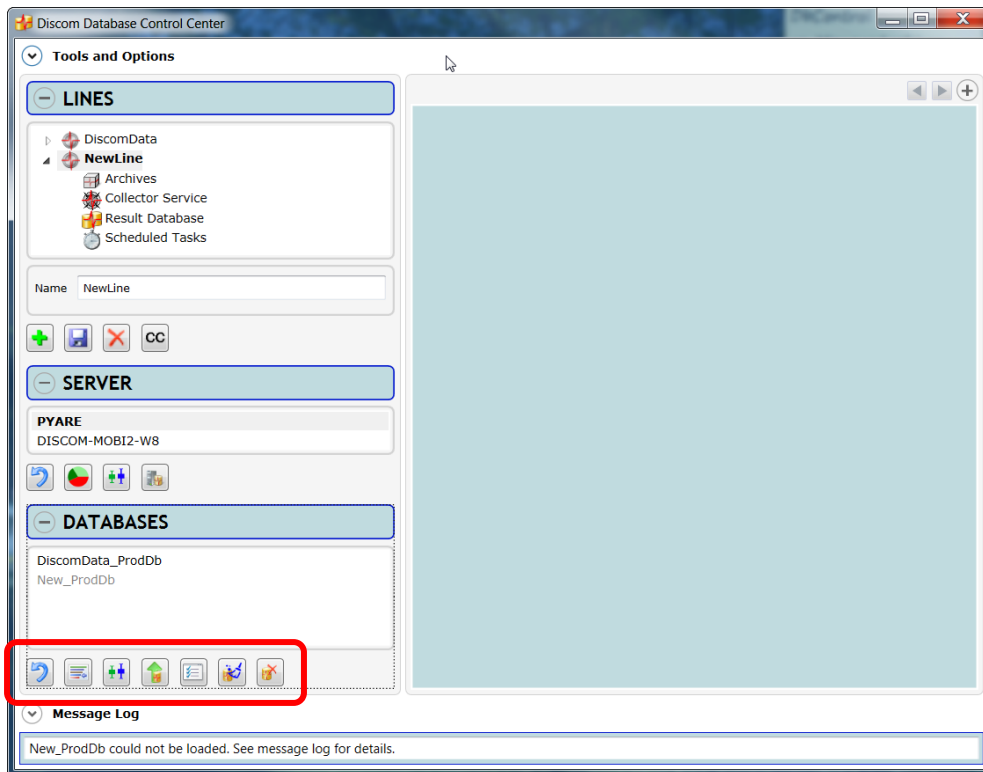 Discom Database Control Center
Tools and Options
LINES
DiscomData
NewLine
Archives
Collector Service
Result Database
Scheduled Tasks
Name NewLine
CC
SERVER
PYARE
DISCOM-MOBI2-W8
DATABASES
DiscomData_ProdDb
New_ProdDb
Message Log
New_ProdDb could not be loaded. See message log for details.